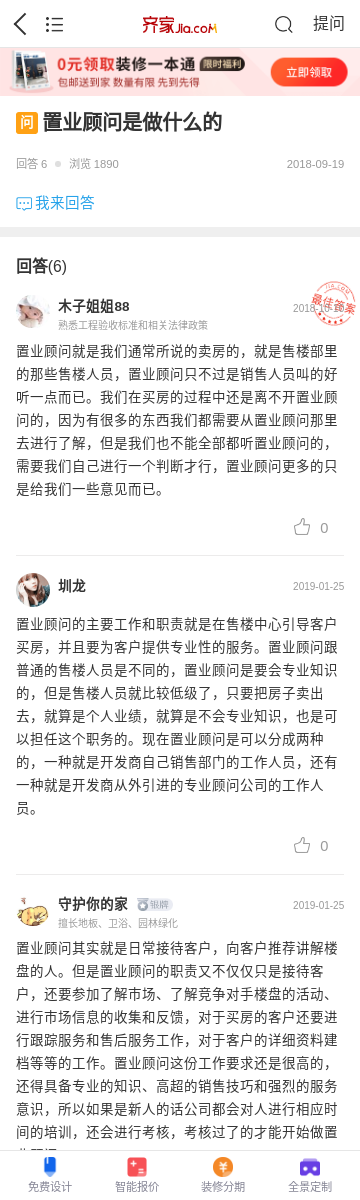 齐家Jia.com
提问
0元领取装修一本通 限时福利
包邮送到家 数量有限 先到先得
立即领取
问 置业顾问是做什么的
回答 6 浏览 1890 2018-09-19
我来回答
回答(6)
木子姐姐88
熟悉工程验收标准和相关法律政策
最佳答案
置业顾问就是我们通常所说的卖房的，就是售楼部里
的那些售楼人员，置业顾问只不过是销售人员叫的好
听一点而已。我们在买房的过程中还是离不开置业顾
问的，因为有很多的东西我们都需要从置业顾问那里
去进行了解，但是我们也不能全部都听置业顾问的，
需要我们自己进行一个判断才行，置业顾问更多的只
是给我们一些意见而已。
0
圳龙 2019-01-25
置业顾问的主要工作和职责就是在售楼中心引导客户
买房，并且要为客户提供专业性的服务。置业顾问跟
普通的售楼人员是不同的，置业顾问是要会专业知识
的，但是售楼人员就比较低级了，只要把房子卖出
去，就算是个人业绩，就算是不会专业知识，也是可
以担任这个职务的。现在置业顾问是可以分成两种
的，一种就是开发商自己销售部门的工作人员，还有
一种就是开发商从外引进的专业顾问公司的工作人
员。
0
守护你的家 银牌 2019-01-25
擅长地板、卫浴、园林绿化
置业顾问其实就是日常接待客户，向客户推荐讲解楼
盘的人。但是置业顾问的职责又不仅仅只是接待客
户，还要参加了解市场、了解竞争对手楼盘的活动、
进行市场信息的收集和反馈，对于买房的客户还要进
行跟踪服务和售后服务工作，对于客户的详细资料建
档等等的工作。置业顾问这份工作要求还是很高的，
还得具备专业的知识、高超的销售技巧和强烈的服务
意识，所以如果是新人的话公司都会对人进行相应时
间的培训，还会进行考核，考核过了的才能开始做置
免费设计 智能报价 装修分期 全景定制